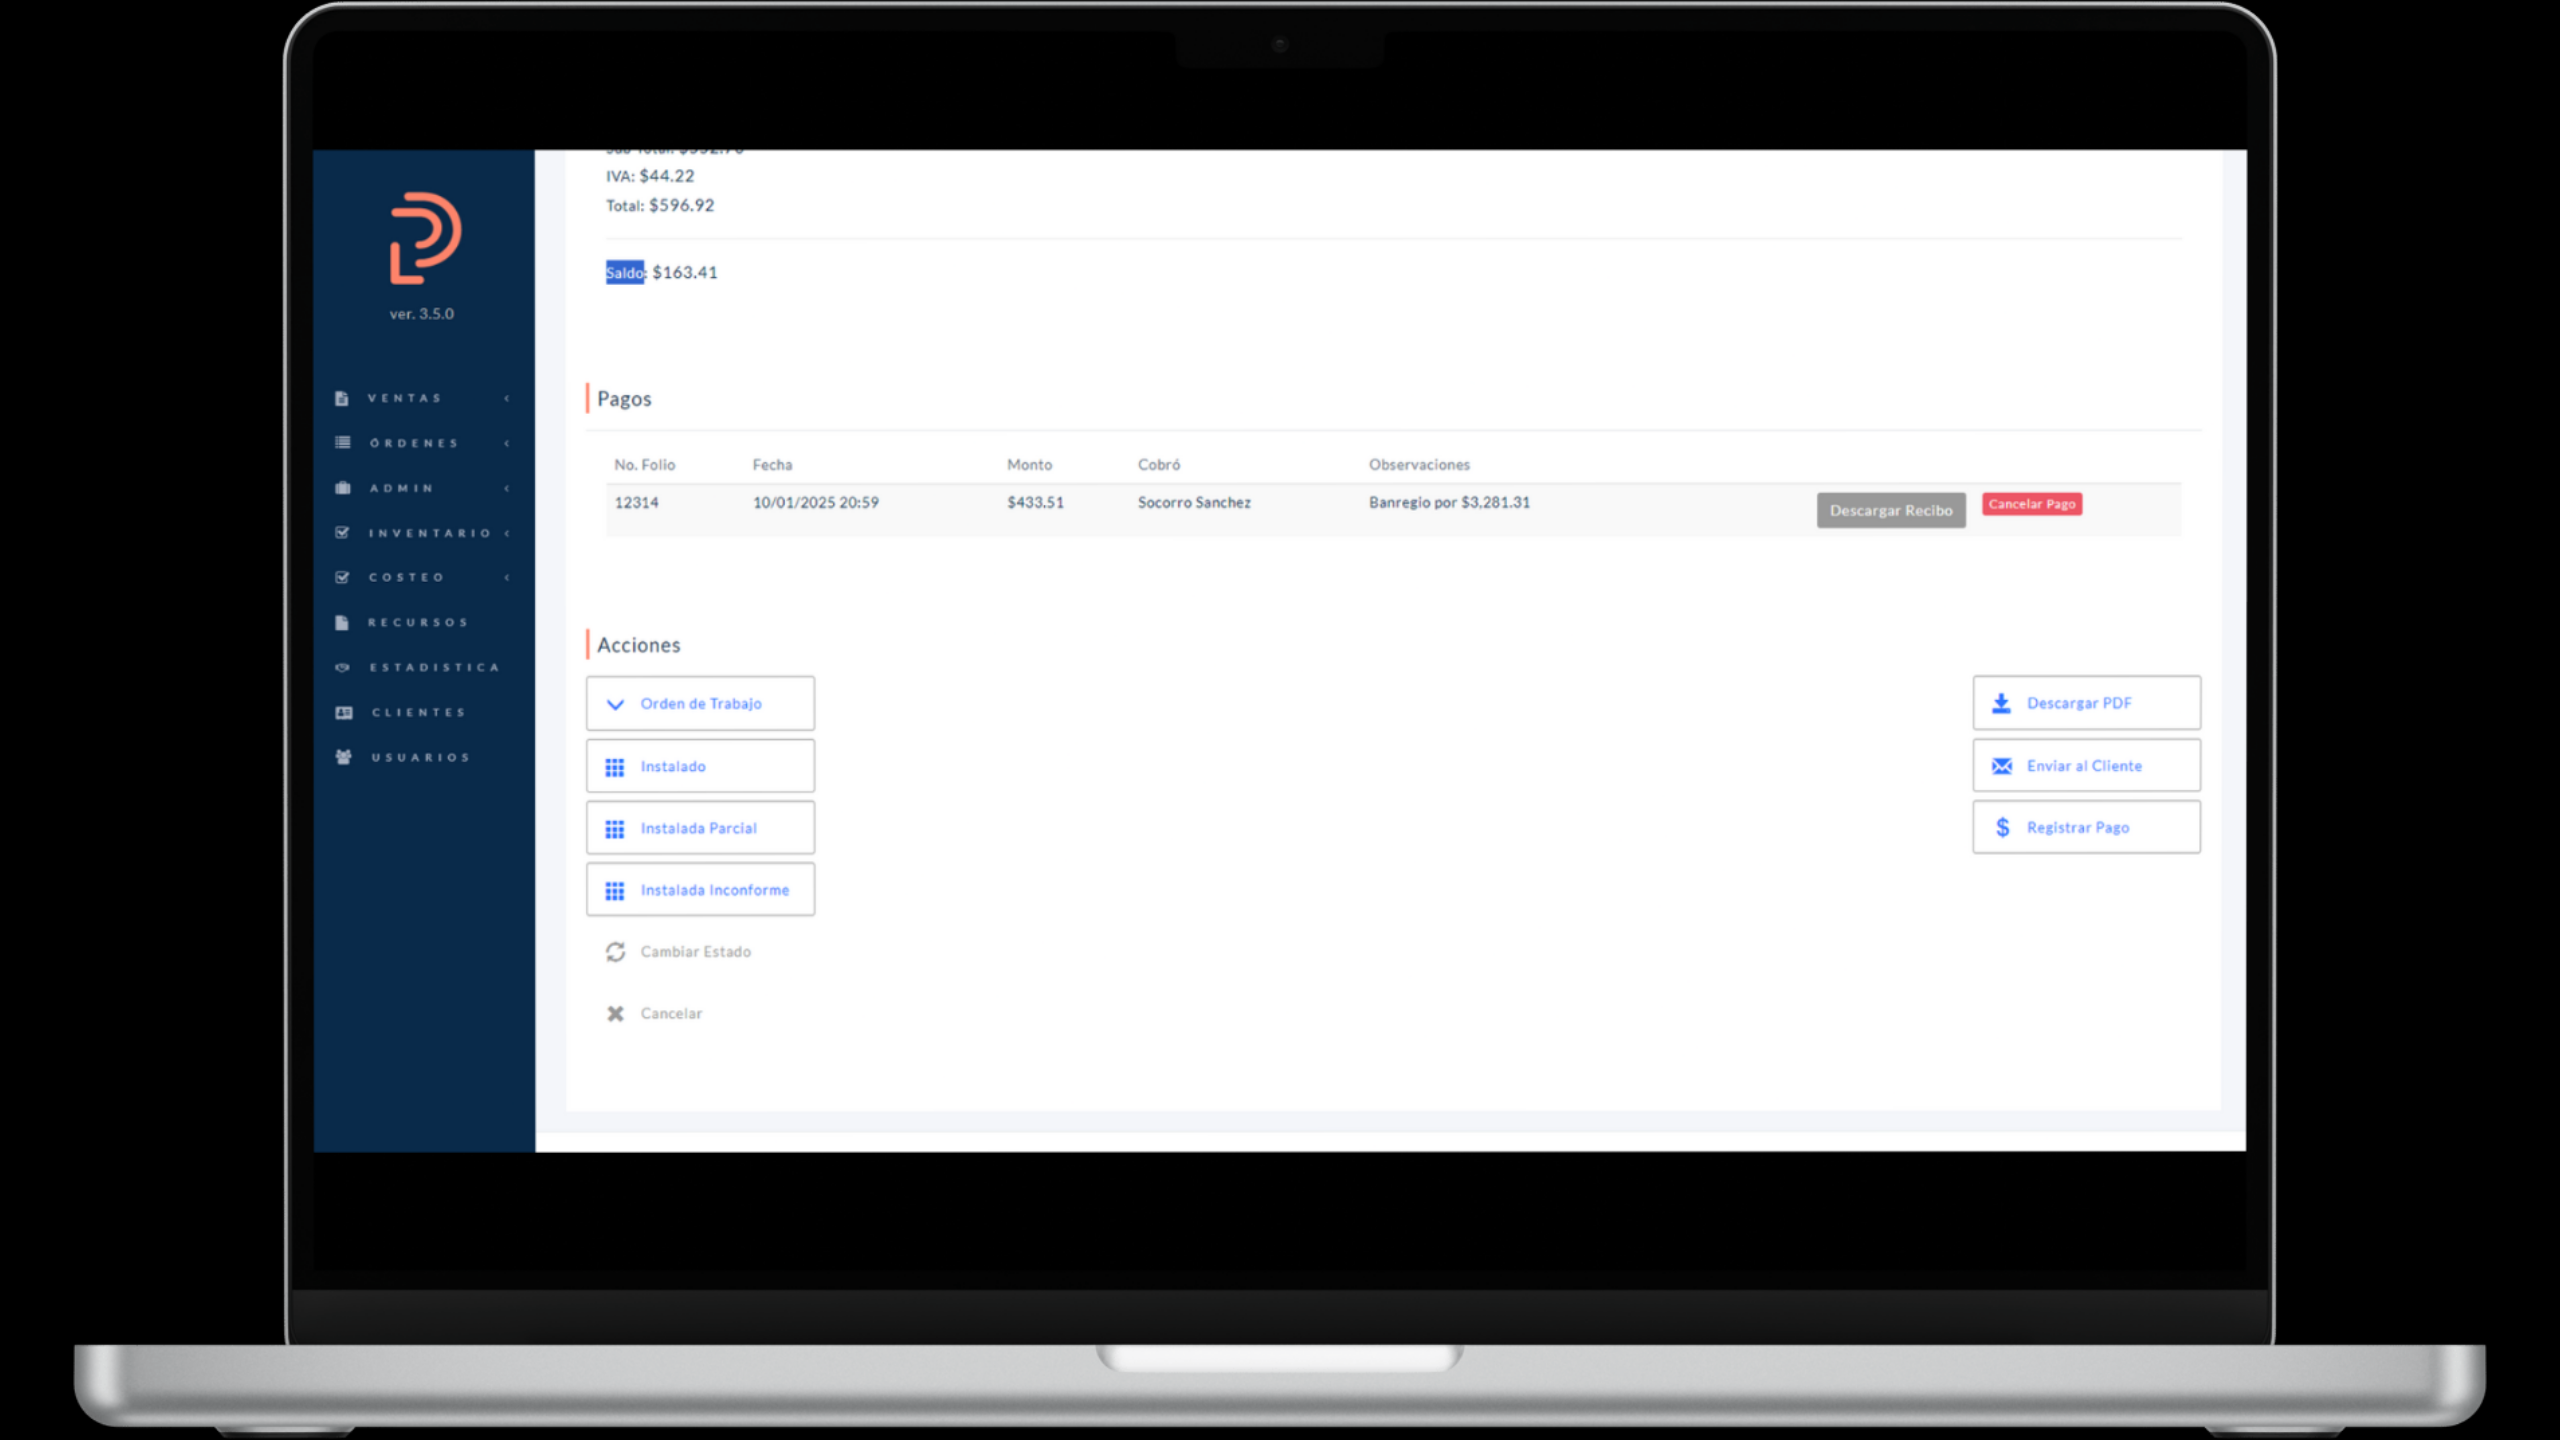 IVA: $44.22
Total: $596.92
Saldo: $163.41
ver. 3.5.0
VENTAS
ÓRDENES
ADMIN
INVENTARIO
COSTEO
RECURSOS
ESTADISTICA
CLIENTES
USUARIOS
Pagos
No. Folio Fecha Monto Cobró Observaciones
12314 10/01/2025 20:59 $433.51 Socorro Sanchez Banregio por $3,281.31 Descargar Recibo Cancelar Pago
Acciones
Orden de Trabajo
Instalado
Instalada Parcial
Instalada Inconforme
Cambiar Estado
Cancelar
Descargar PDF
Enviar al Cliente
Registrar Pago